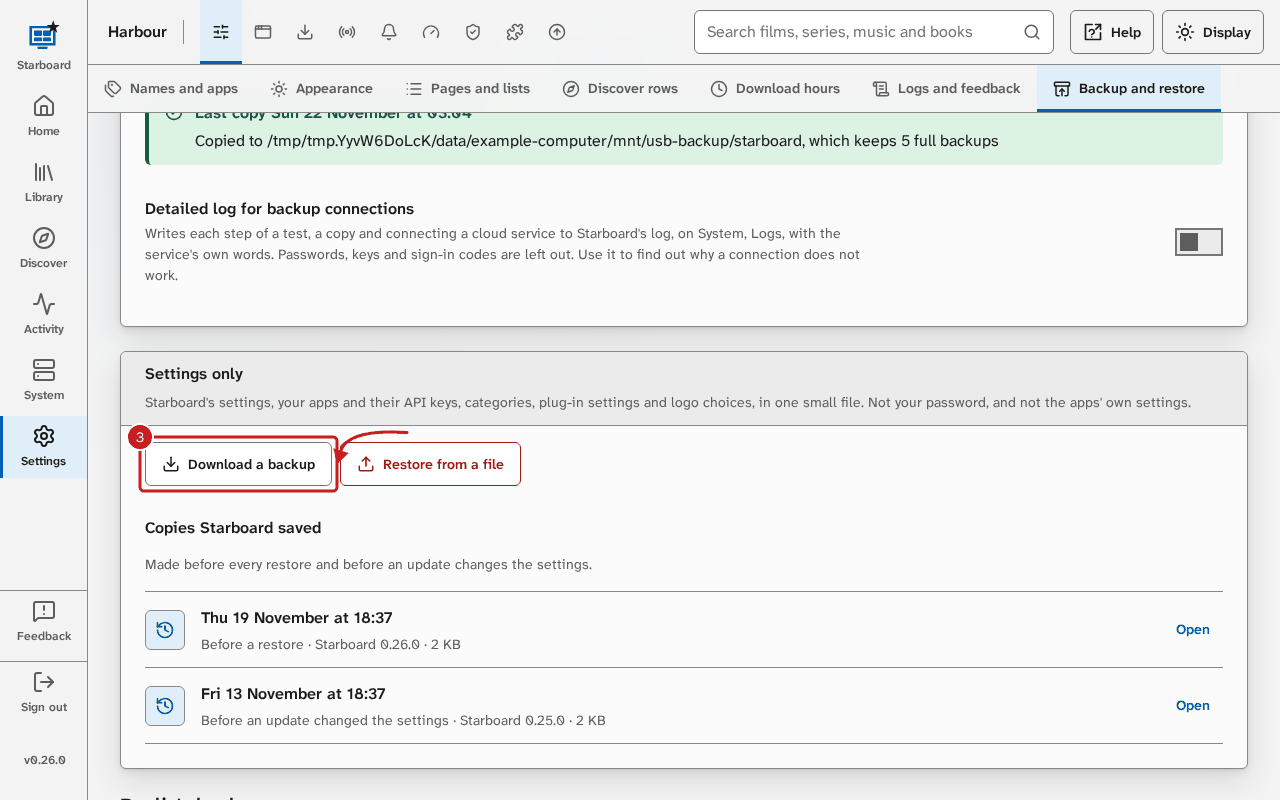 Starboard
Home
Library
Discover
Activity
System
Settings
Feedback
Sign out
v0.26.0
Harbour
Search films, series, music and books
Help
Display
Names and apps
Appearance
Pages and lists
Discover rows
Download hours
Logs and feedback
Backup and restore
Last copy Sun 22 November at 03:04
Copied to /tmp/tmp.YyvW6DoLcK/data/example-computer/mnt/usb-backup/starboard, which keeps 5 full backups
Detailed log for backup connections
Writes each step of a test, a copy and connecting a cloud service to Starboard's log, on System, Logs, with the
service's own words. Passwords, keys and sign-in codes are left out. Use it to find out why a connection does not
work.
Settings only
Starboard's settings, your apps and their API keys, categories, plug-in settings and logo choices, in one small file. Not your password, and not the apps' own settings.
3
Download a backup
Restore from a file
Copies Starboard saved
Made before every restore and before an update changes the settings.
Thu 19 November at 18:37
Before a restore · Starboard 0.26.0 · 2 KB
Open
Fri 13 November at 18:37
Before an update changed the settings · Starboard 0.25.0 · 2 KB
Open